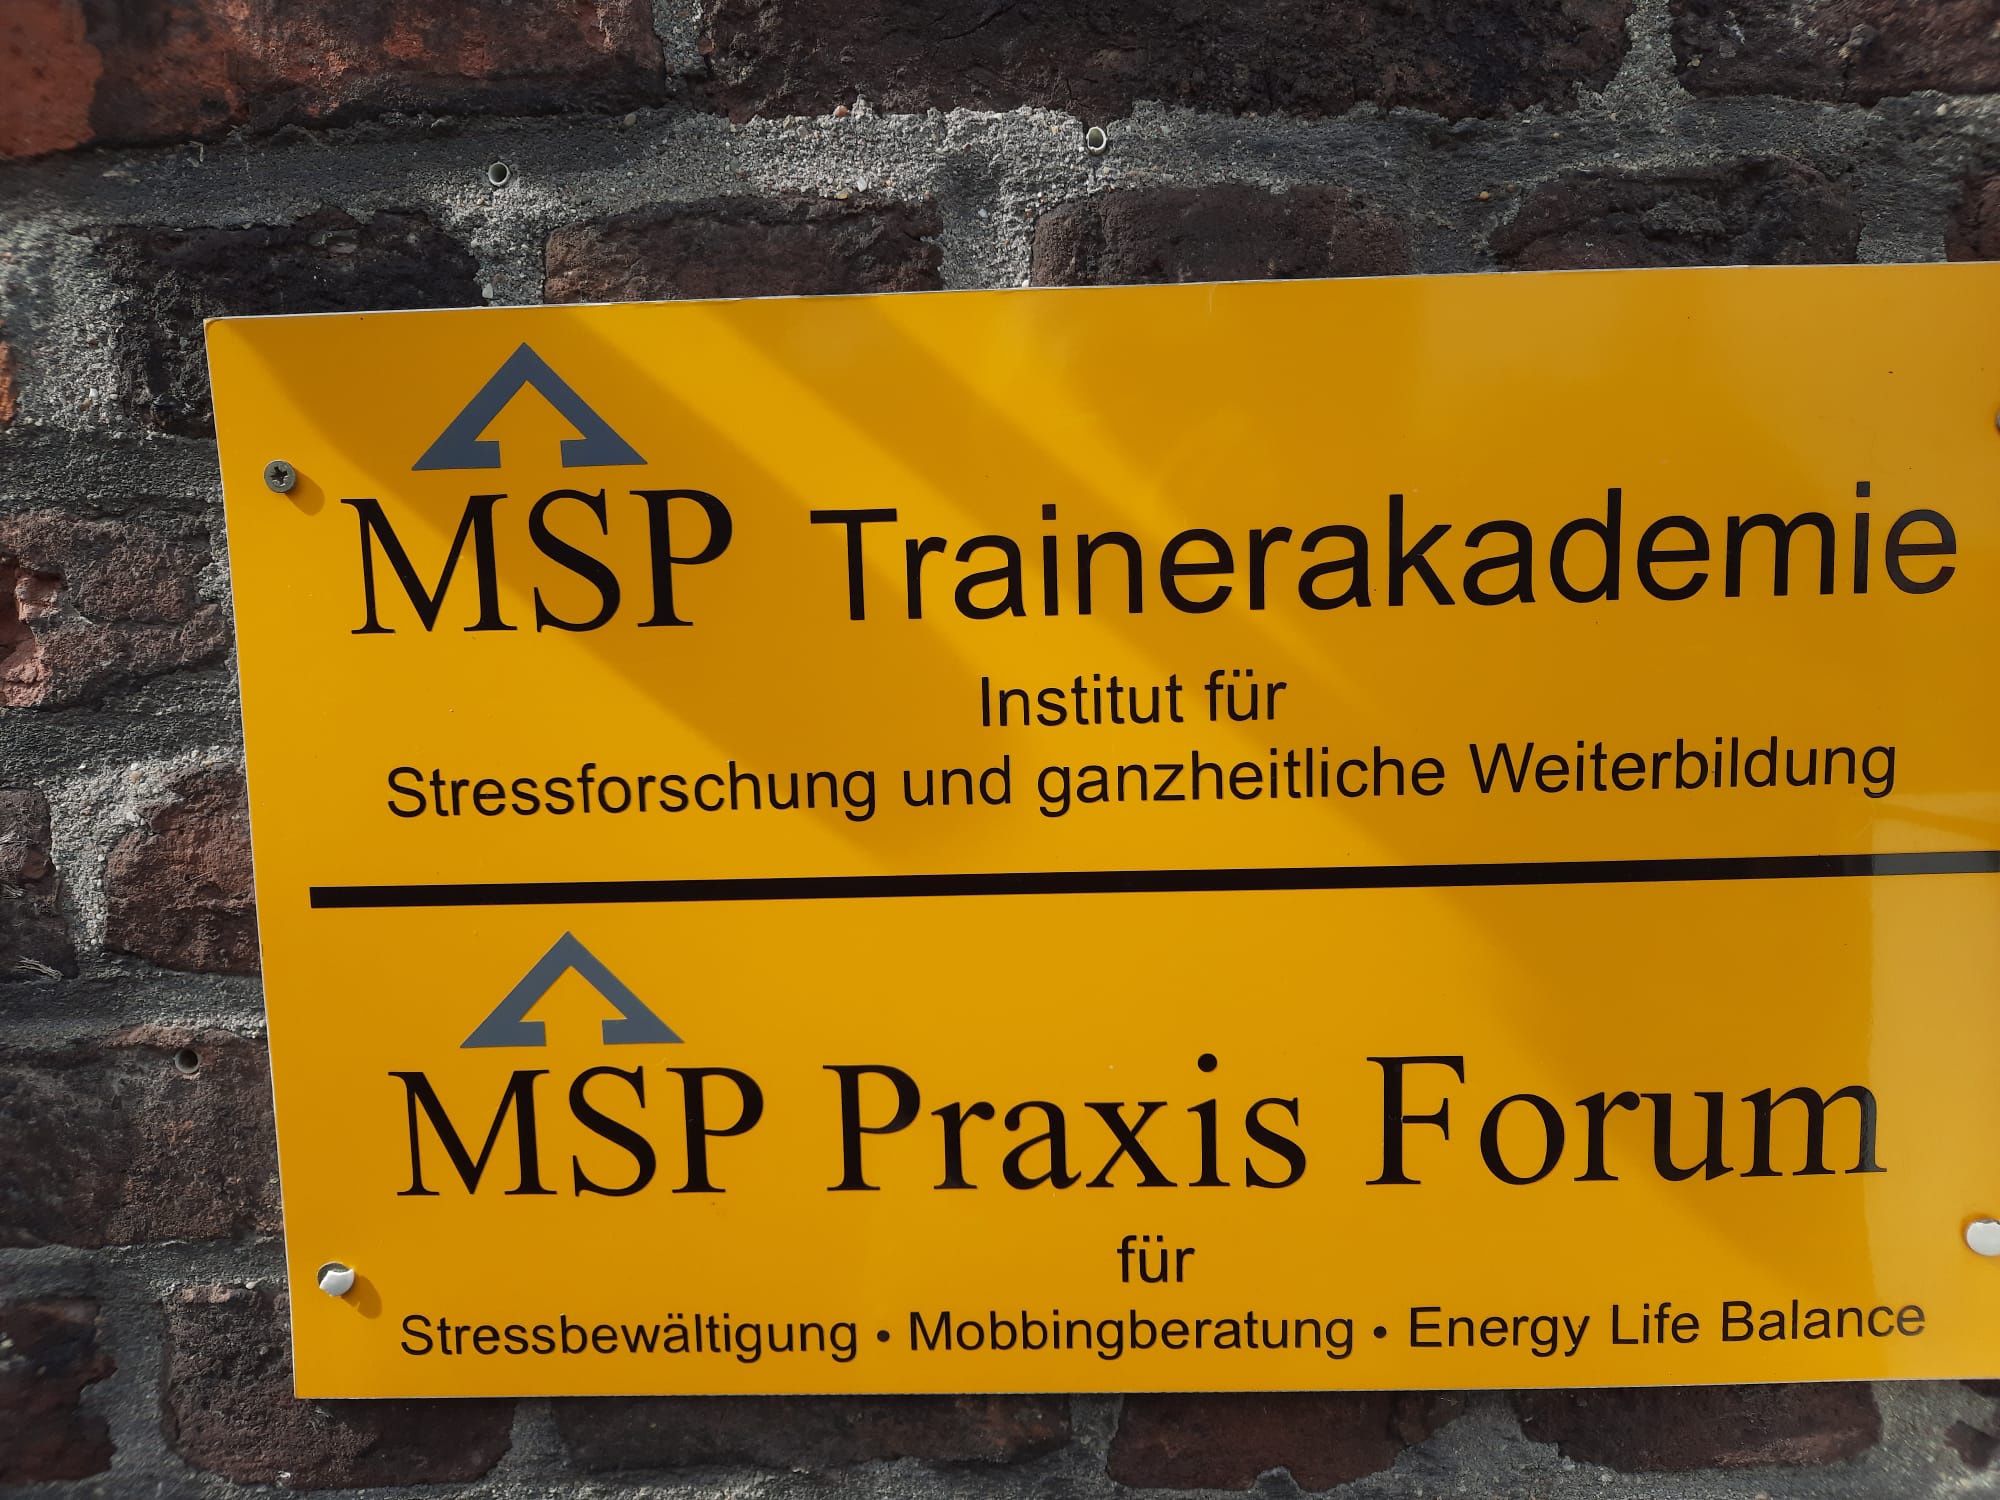 MSP Trainerakademie
Institut für
Stressforschung und ganzheitliche Weiterbildung
MSP Praxis Forum
für
Stressbewältigung • Mobbingberatung • Energy Life Balance